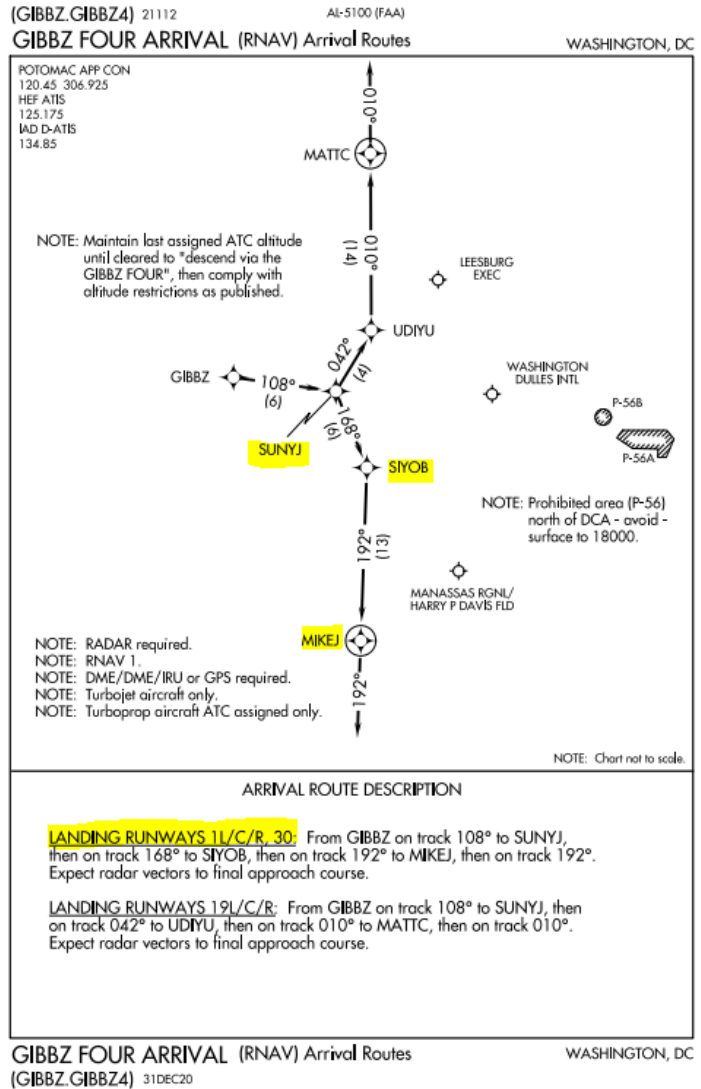 (GIBBZ.GIBBZ4) 21112
AL-5100 (FAA)
GIBBZ FOUR ARRIVAL (RNAV) Arrival Routes
WASHINGTON, DC
POTOMAC APP CON
120.45 306.925
HEF ATIS
125.175
IAD D-ATIS
134.85
010°
MATTC
NOTE: Maintain last assigned ATC altitude
until cleared to "descend via the
GIBBZ FOUR", then comply with
altitude restrictions as published.
010°
(14)
LEESBURG
EXEC
UDIYU
042°
(4)
GIBBZ
108°
(6)
WASHINGTON
DULLES INTL
P-56B
P-56A
SUNYJ
168°
(6)
SIYOB
NOTE: Prohibited area (P-56)
north of DCA - avoid -
surface to 18000.
192°
(13)
MANASSAS RGNL/
HARRY P DAVIS FLD
MIKEJ
192°
NOTE: RADAR required.
NOTE: RNAV 1.
NOTE: DME/DME/IRU or GPS required.
NOTE: Turbojet aircraft only.
NOTE: Turboprop aircraft ATC assigned only.
NOTE: Chart not to scale.
ARRIVAL ROUTE DESCRIPTION
LANDING RUNWAYS 1L/C/R, 30: From GIBBZ on track 108° to SUNYJ,
then on track 168° to SIYOB, then on track 192° to MIKEJ, then on track 192°.
Expect radar vectors to final approach course.
LANDING RUNWAYS 19L/C/R: From GIBBZ on track 108° to SUNYJ, then
on track 042° to UDIYU, then on track 010° to MATTC, then on track 010°.
Expect radar vectors to final approach course.
GIBBZ FOUR ARRIVAL (RNAV) Arrival Routes
WASHINGTON, DC
(GIBBZ.GIBBZ4) 31DEC20